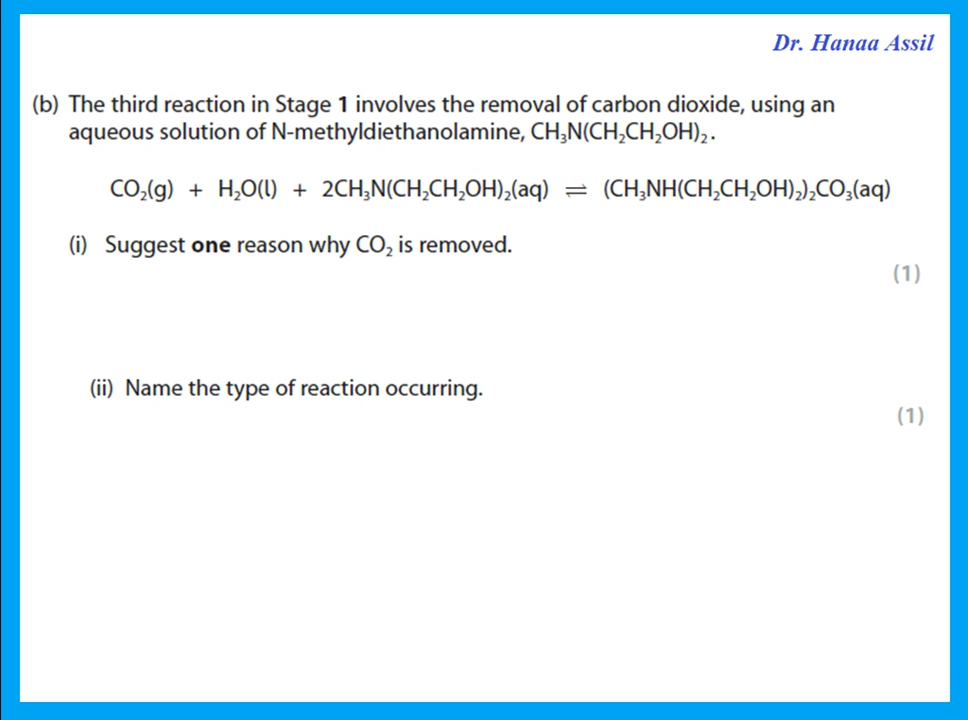 Dr. Hanaa Assil
(b) The third reaction in Stage 1 involves the removal of carbon dioxide, using an
aqueous solution of N-methyldiethanolamine, CH₃N(CH₂CH₂OH)₂.
CO₂(g) + H₂O(l) + 2CH₃N(CH₂CH₂OH)₂(aq) ⇌ (CH₃NH(CH₂CH₂OH)₂)₂CO₃(aq)
(i) Suggest one reason why CO₂ is removed.
(1)
(ii) Name the type of reaction occurring.
(1)